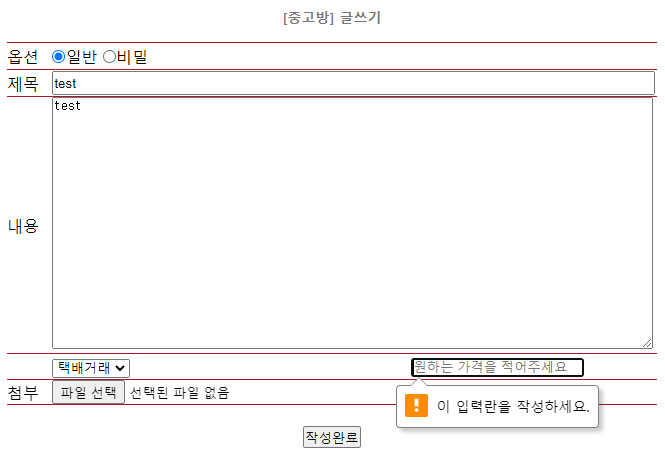 [중고방] 글쓰기
옵션 일반 비밀
제목 test
test
내용
택배거래 원하는 가격을 적어주세요
첨부 파일 선택 선택된 파일 없음
! 이 입력란을 작성하세요.
작성완료